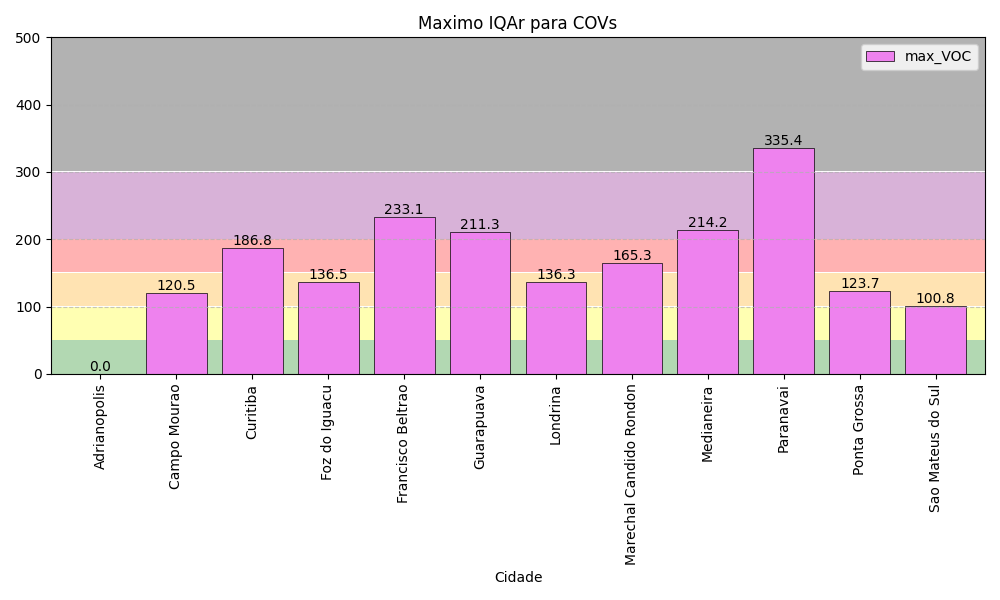 Maximo IQAr para COVs
max_VOC
500
400
300
200
100
0
0.0
120.5
186.8
136.5
233.1
211.3
136.3
165.3
214.2
335.4
123.7
100.8
Adrianopolis
Campo Mourao
Curitiba
Foz do Iguacu
Francisco Beltrao
Guarapuava
Londrina
Marechal Candido Rondon
Medianeira
Paranavai
Ponta Grossa
Sao Mateus do Sul
Cidade